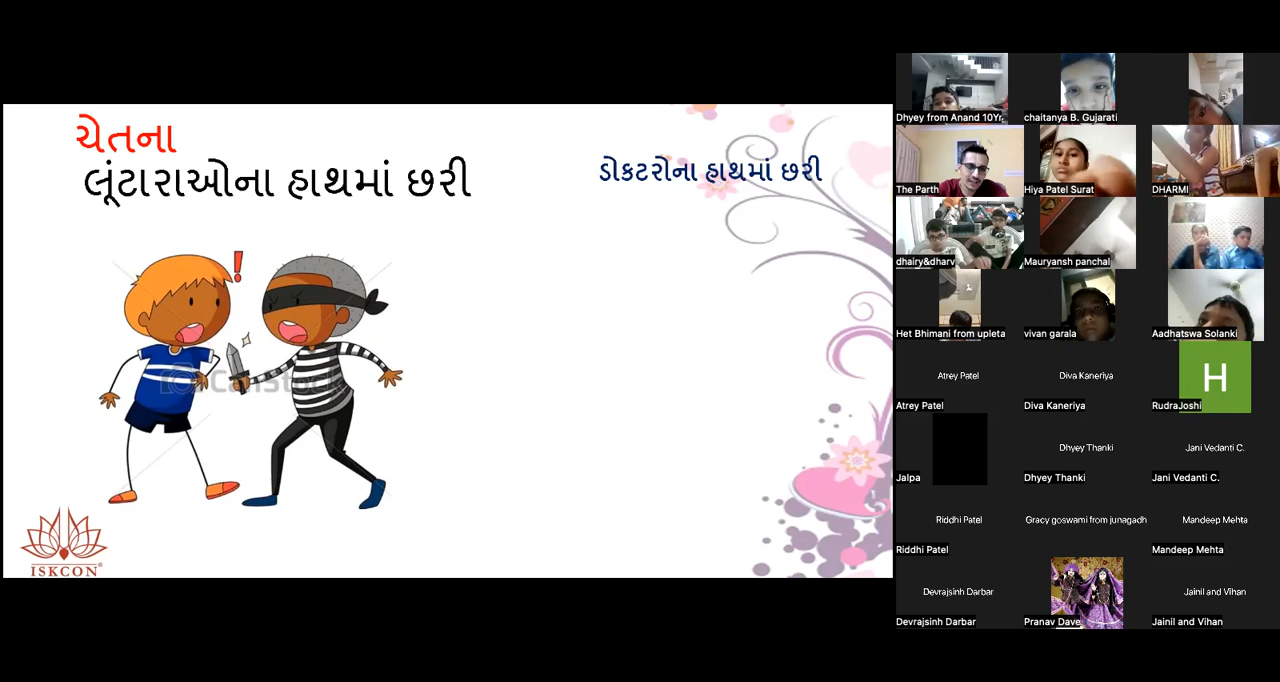 ચેતના
લૂંટારાઓના હાથમાં છરી
ડોકટરોના હાથમાં છરી
!
CanStock
ISKCON®
Dhyey from Anand 10Yr.
chaitanya B. Gujarati
The Parth
Hiya Patel Surat
DHARMI
dhairy&dharv
Mauryansh panchal
Het Bhimani from upleta
vivan garala
Aadhatswa Solanki
Atrey Patel
Diva Kaneriya
H
Atrey Patel
Diva Kaneriya
RudraJoshi
Dhyey Thanki
Jani Vedanti C.
Jalpa
Dhyey Thanki
Jani Vedanti C.
Riddhi Patel
Gracy goswami from junagadh
Mandeep Mehta
Riddhi Patel
Mandeep Mehta
Devrajsinh Darbar
Jainil and Vihan
Devrajsinh Darbar
Pranav Dave
Jainil and Vihan